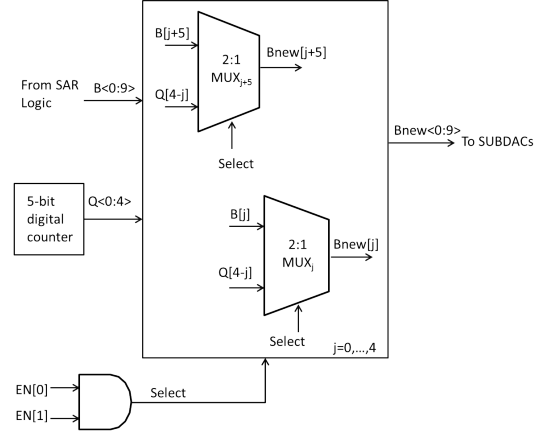 B[j+5]
2:1
MUXj+5
Bnew[j+5]
Q[4-j]
Select
From SAR
Logic
B<0:9>
Bnew<0:9>
To SUBDACs
5-bit
digital
counter
Q<0:4>
B[j]
2:1
MUXj
Bnew[j]
Q[4-j]
Select
j=0,...,4
EN[0]
EN[1]
Select